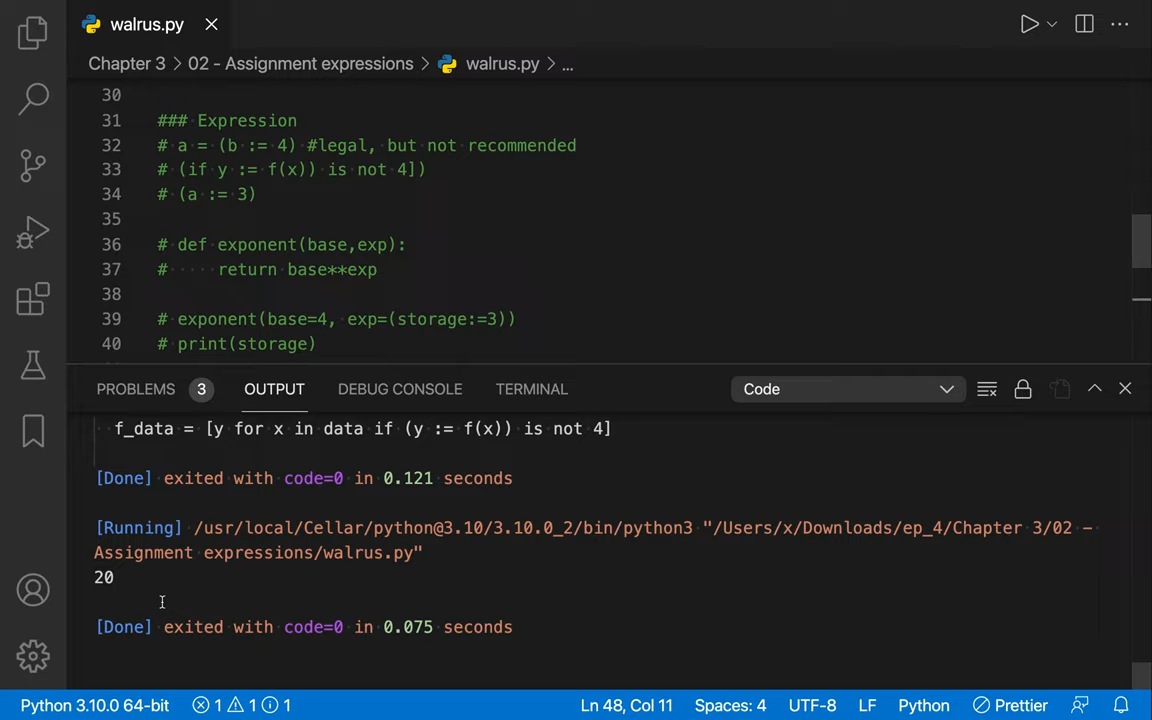 walrus.py
Chapter 3 > 02 - Assignment expressions > walrus.py > ...
30
31 ### Expression
32 # a = (b := 4) #legal, but not recommended
33 # (if y := f(x)) is not 4])
34 # (a := 3)
35
36 # def exponent(base,exp):
37 #     return base**exp
38
39 # exponent(base=4, exp=(storage:=3))
40 # print(storage)
PROBLEMS 3 OUTPUT DEBUG CONSOLE TERMINAL Code
f_data = [y for x in data if (y := f(x)) is not 4]
[Done] exited with code=0 in 0.121 seconds
[Running] /usr/local/Cellar/python@3.10/3.10.0_2/bin/python3 "/Users/x/Downloads/ep_4/Chapter 3/02 -
Assignment expressions/walrus.py"
20
[Done] exited with code=0 in 0.075 seconds
Python 3.10.0 64-bit 1 1 1 Ln 48, Col 11 Spaces: 4 UTF-8 LF Python Prettier